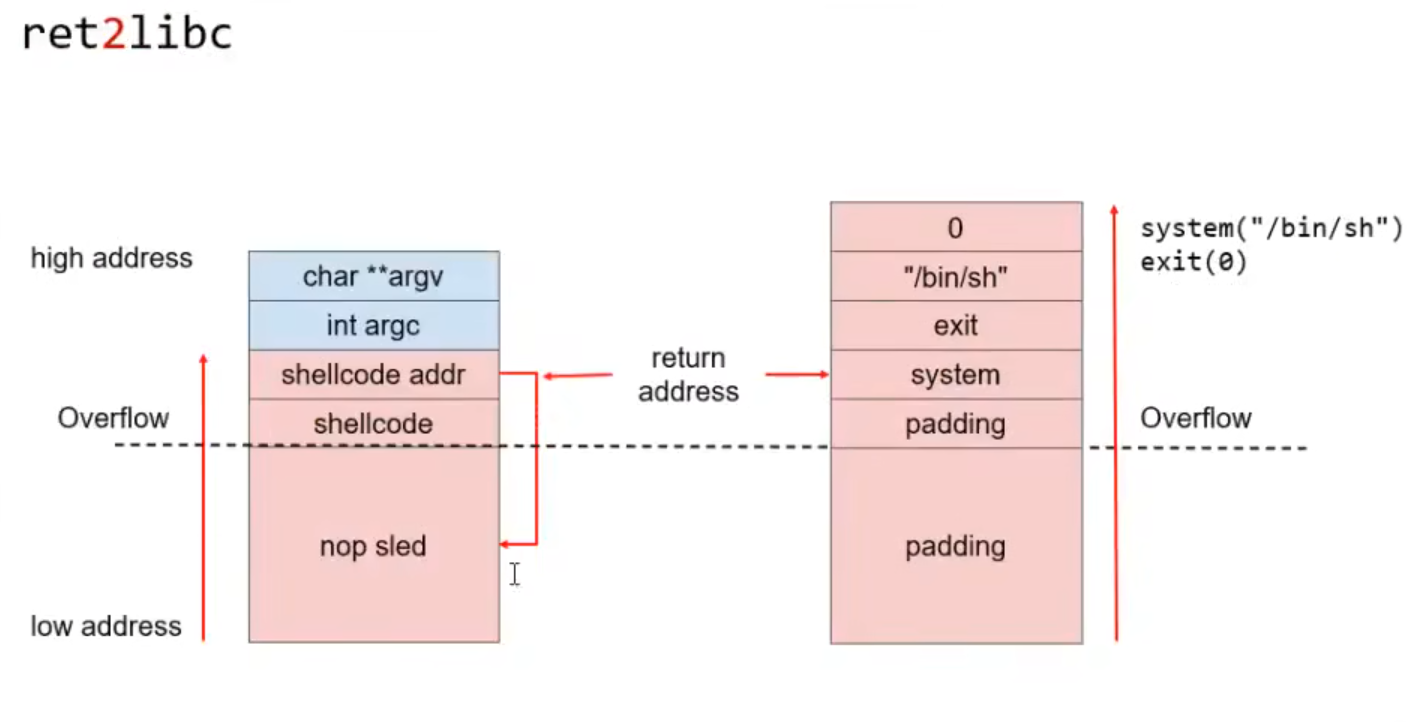 ret2libc
high address
char **argv
int argc
shellcode addr
shellcode
nop sled
Overflow
low address
return
address
0
"/bin/sh"
exit
system
padding
padding
system("/bin/sh")
exit(0)
Overflow